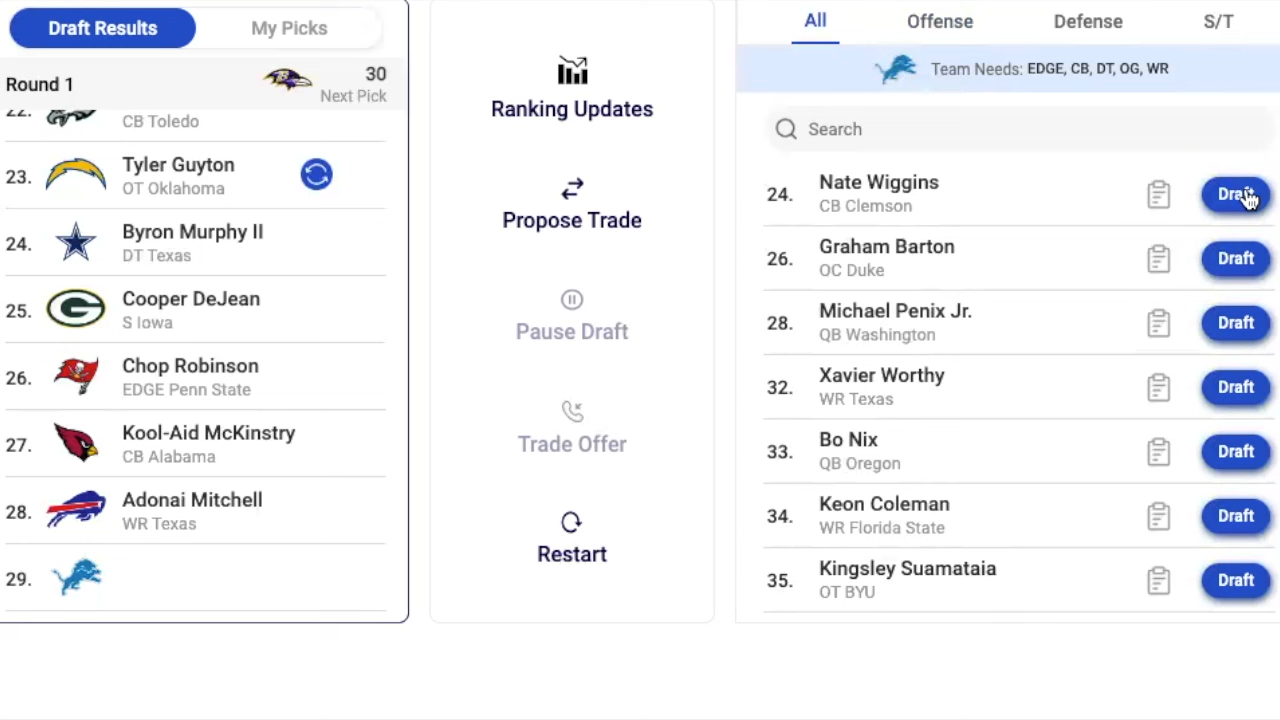 Draft Results
My Picks
Round 1
30
Next Pick
22.
CB Toledo
23.
Tyler Guyton
OT Oklahoma
24.
Byron Murphy II
DT Texas
25.
Cooper DeJean
S Iowa
26.
Chop Robinson
EDGE Penn State
27.
Kool-Aid McKinstry
CB Alabama
28.
Adonai Mitchell
WR Texas
29.
Ranking Updates
Propose Trade
Pause Draft
Trade Offer
Restart
All
Offense
Defense
S/T
Team Needs: EDGE, CB, DT, OG, WR
Search
24.
Nate Wiggins
CB Clemson
Draft
26.
Graham Barton
OC Duke
Draft
28.
Michael Penix Jr.
QB Washington
Draft
32.
Xavier Worthy
WR Texas
Draft
33.
Bo Nix
QB Oregon
Draft
34.
Keon Coleman
WR Florida State
Draft
35.
Kingsley Suamataia
OT BYU
Draft